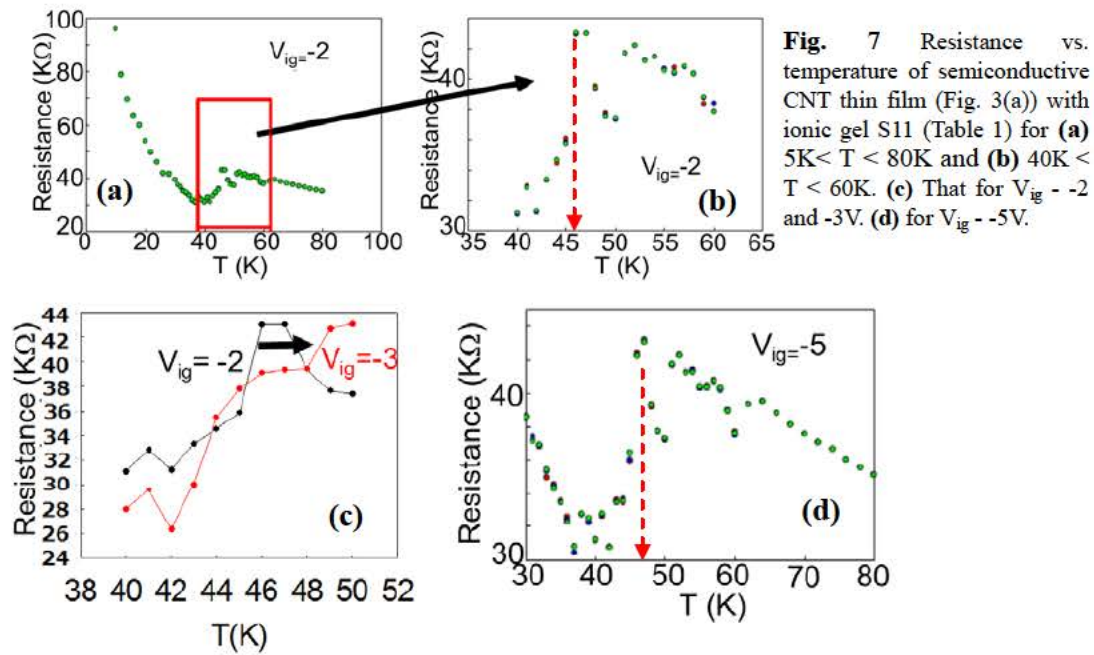 Resistance (KΩ)
100
80
60
40
20
0
20
40
60
80
100
T (K)
V_ig=-2
(a)
Resistance (KΩ)
42
30
35
40
45
50
55
60
65
T (K)
V_ig=-2
(b)
Fig. 7 Resistance vs.
temperature of semiconductive
CNT thin film (Fig. 3(a)) with
ionic gel S11 (Table 1) for (a)
5K< T < 80K and (b) 40K <
T < 60K. (c) That for V_ig - -2
and -3V. (d) for V_ig - -5V.
Resistance (KΩ)
44
42
40
38
36
34
32
31
28
26
24
38
40
42
44
46
48
50
52
T(K)
V_ig= -2
V_ig=-3
(c)
Resistance (KΩ)
40
30
30
40
50
60
70
80
T (K)
V_ig=-5
(d)